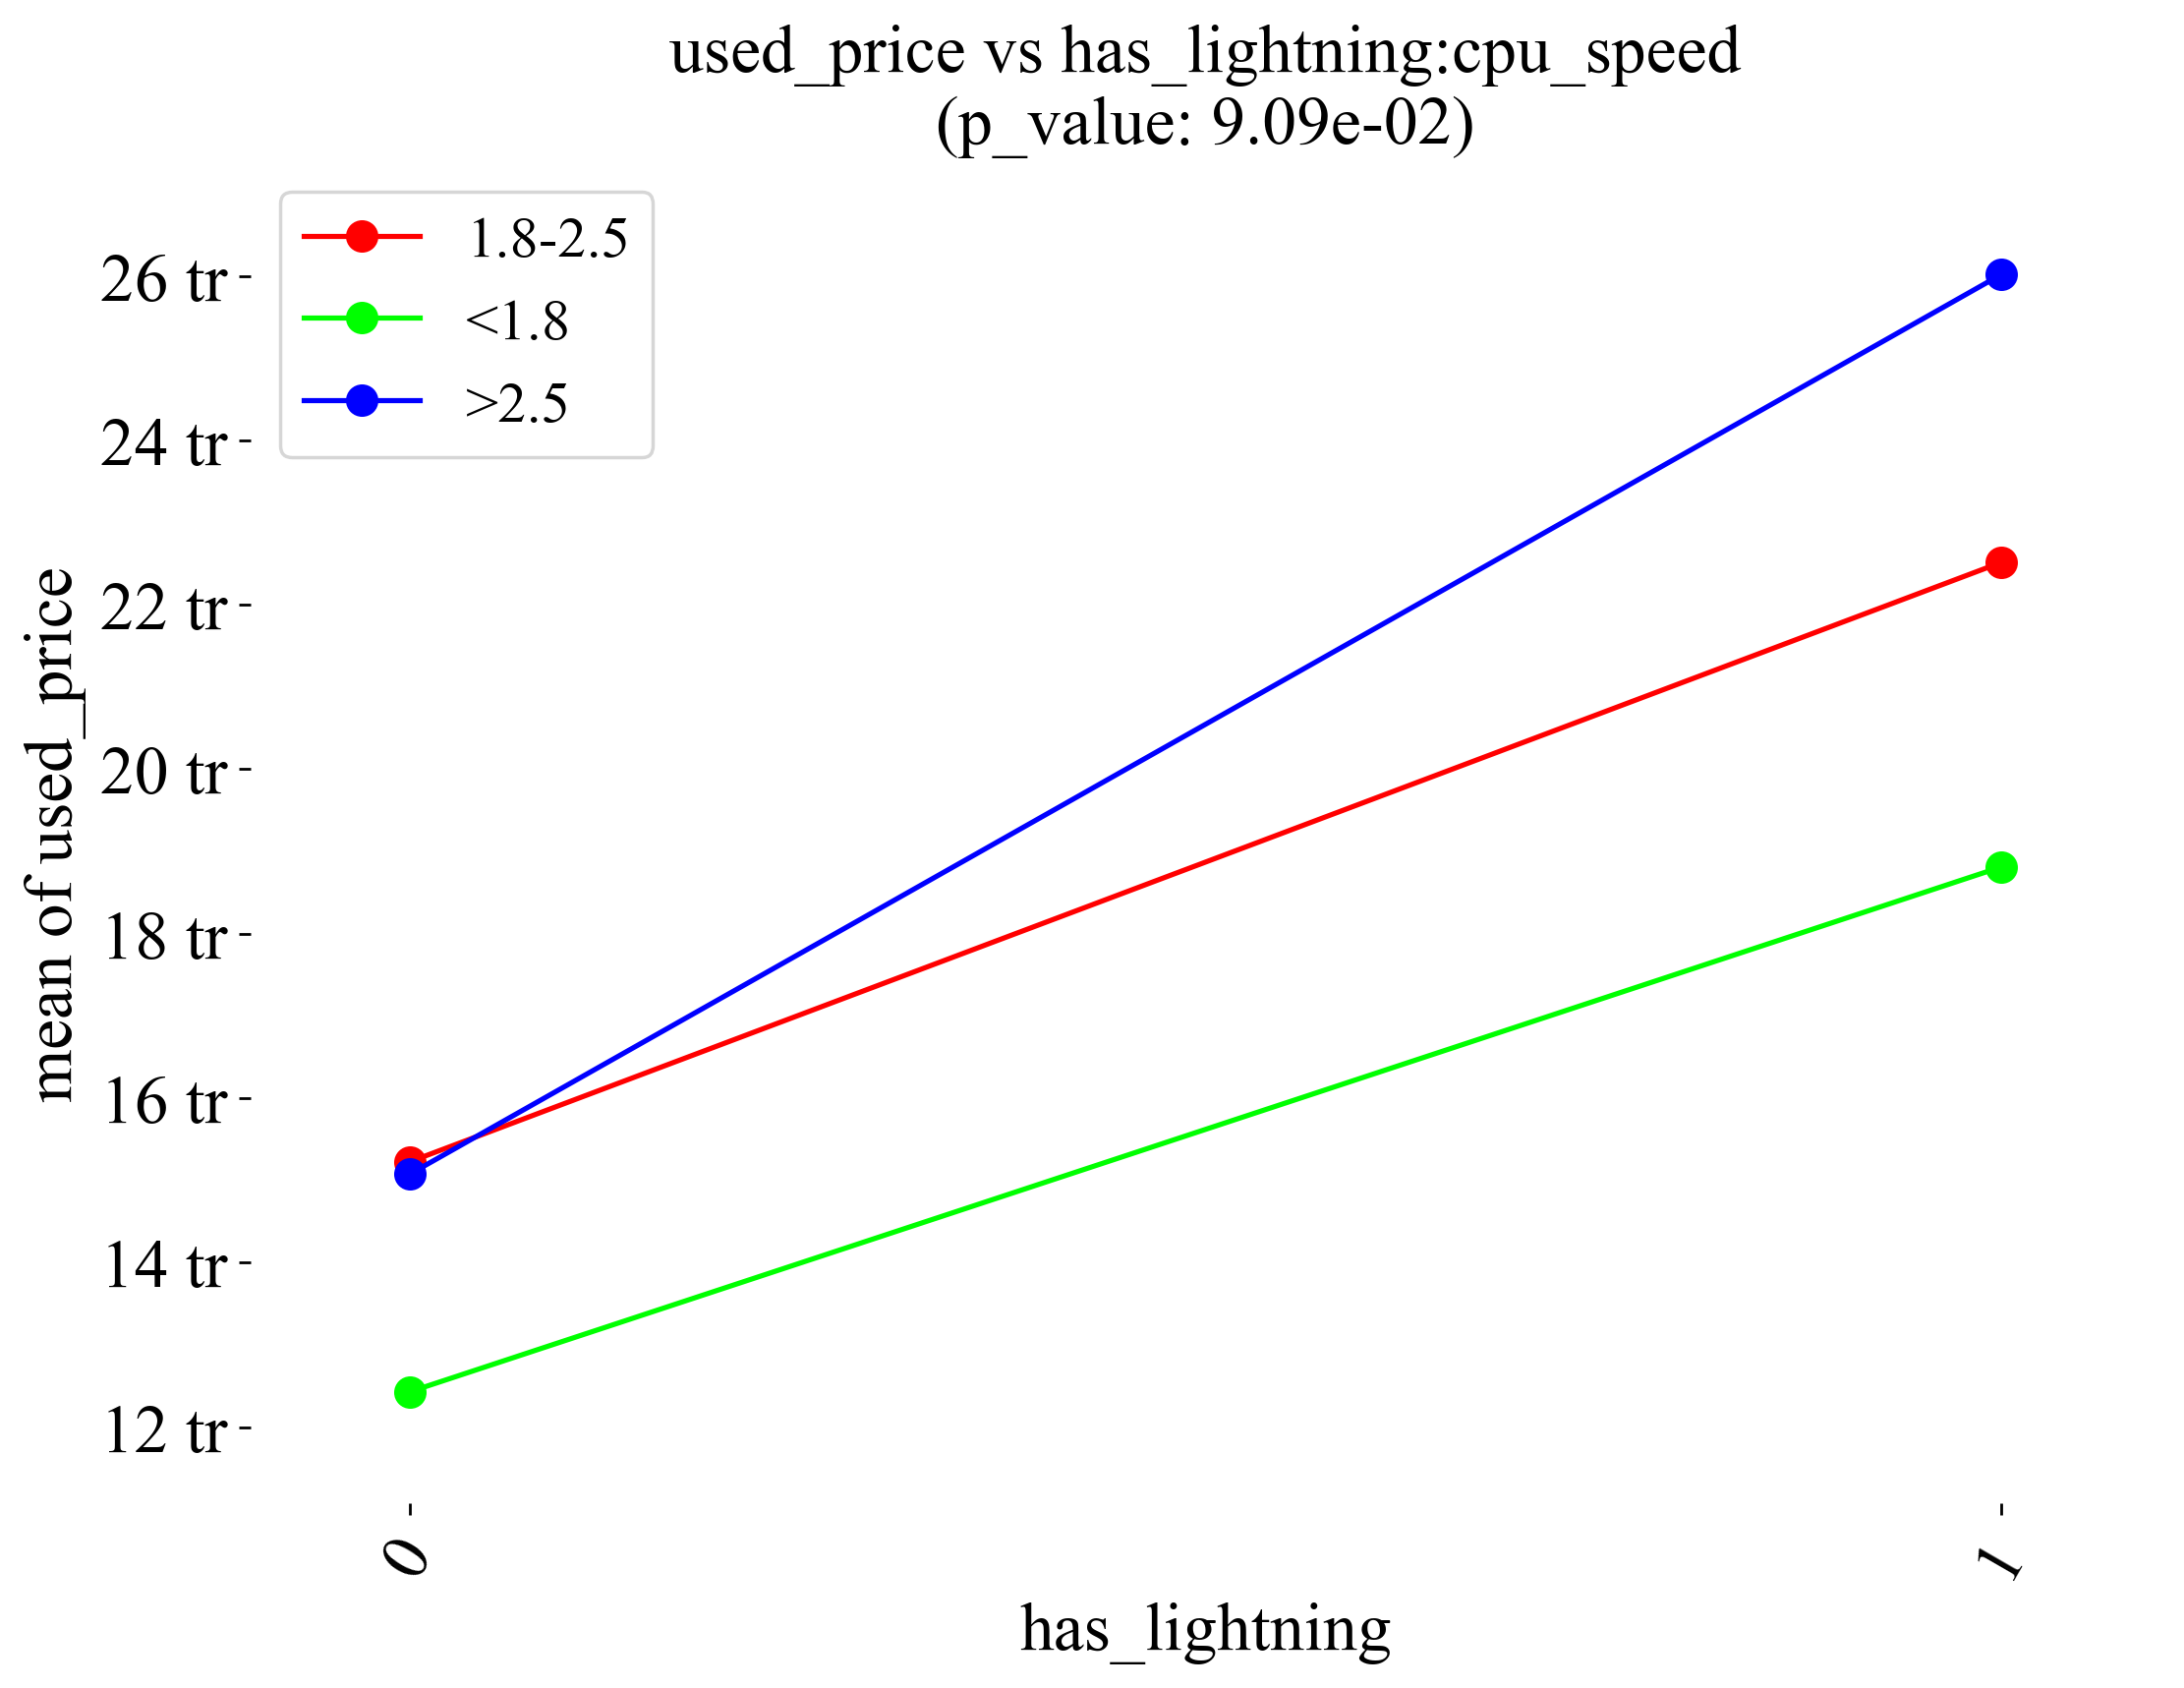 used_price vs has_lightning:cpu_speed
(p_value: 9.09e-02)
1.8-2.5
<1.8
>2.5
26 tr
24 tr
22 tr
20 tr
18 tr
16 tr
14 tr
12 tr
mean of used_price
0
1
has_lightning